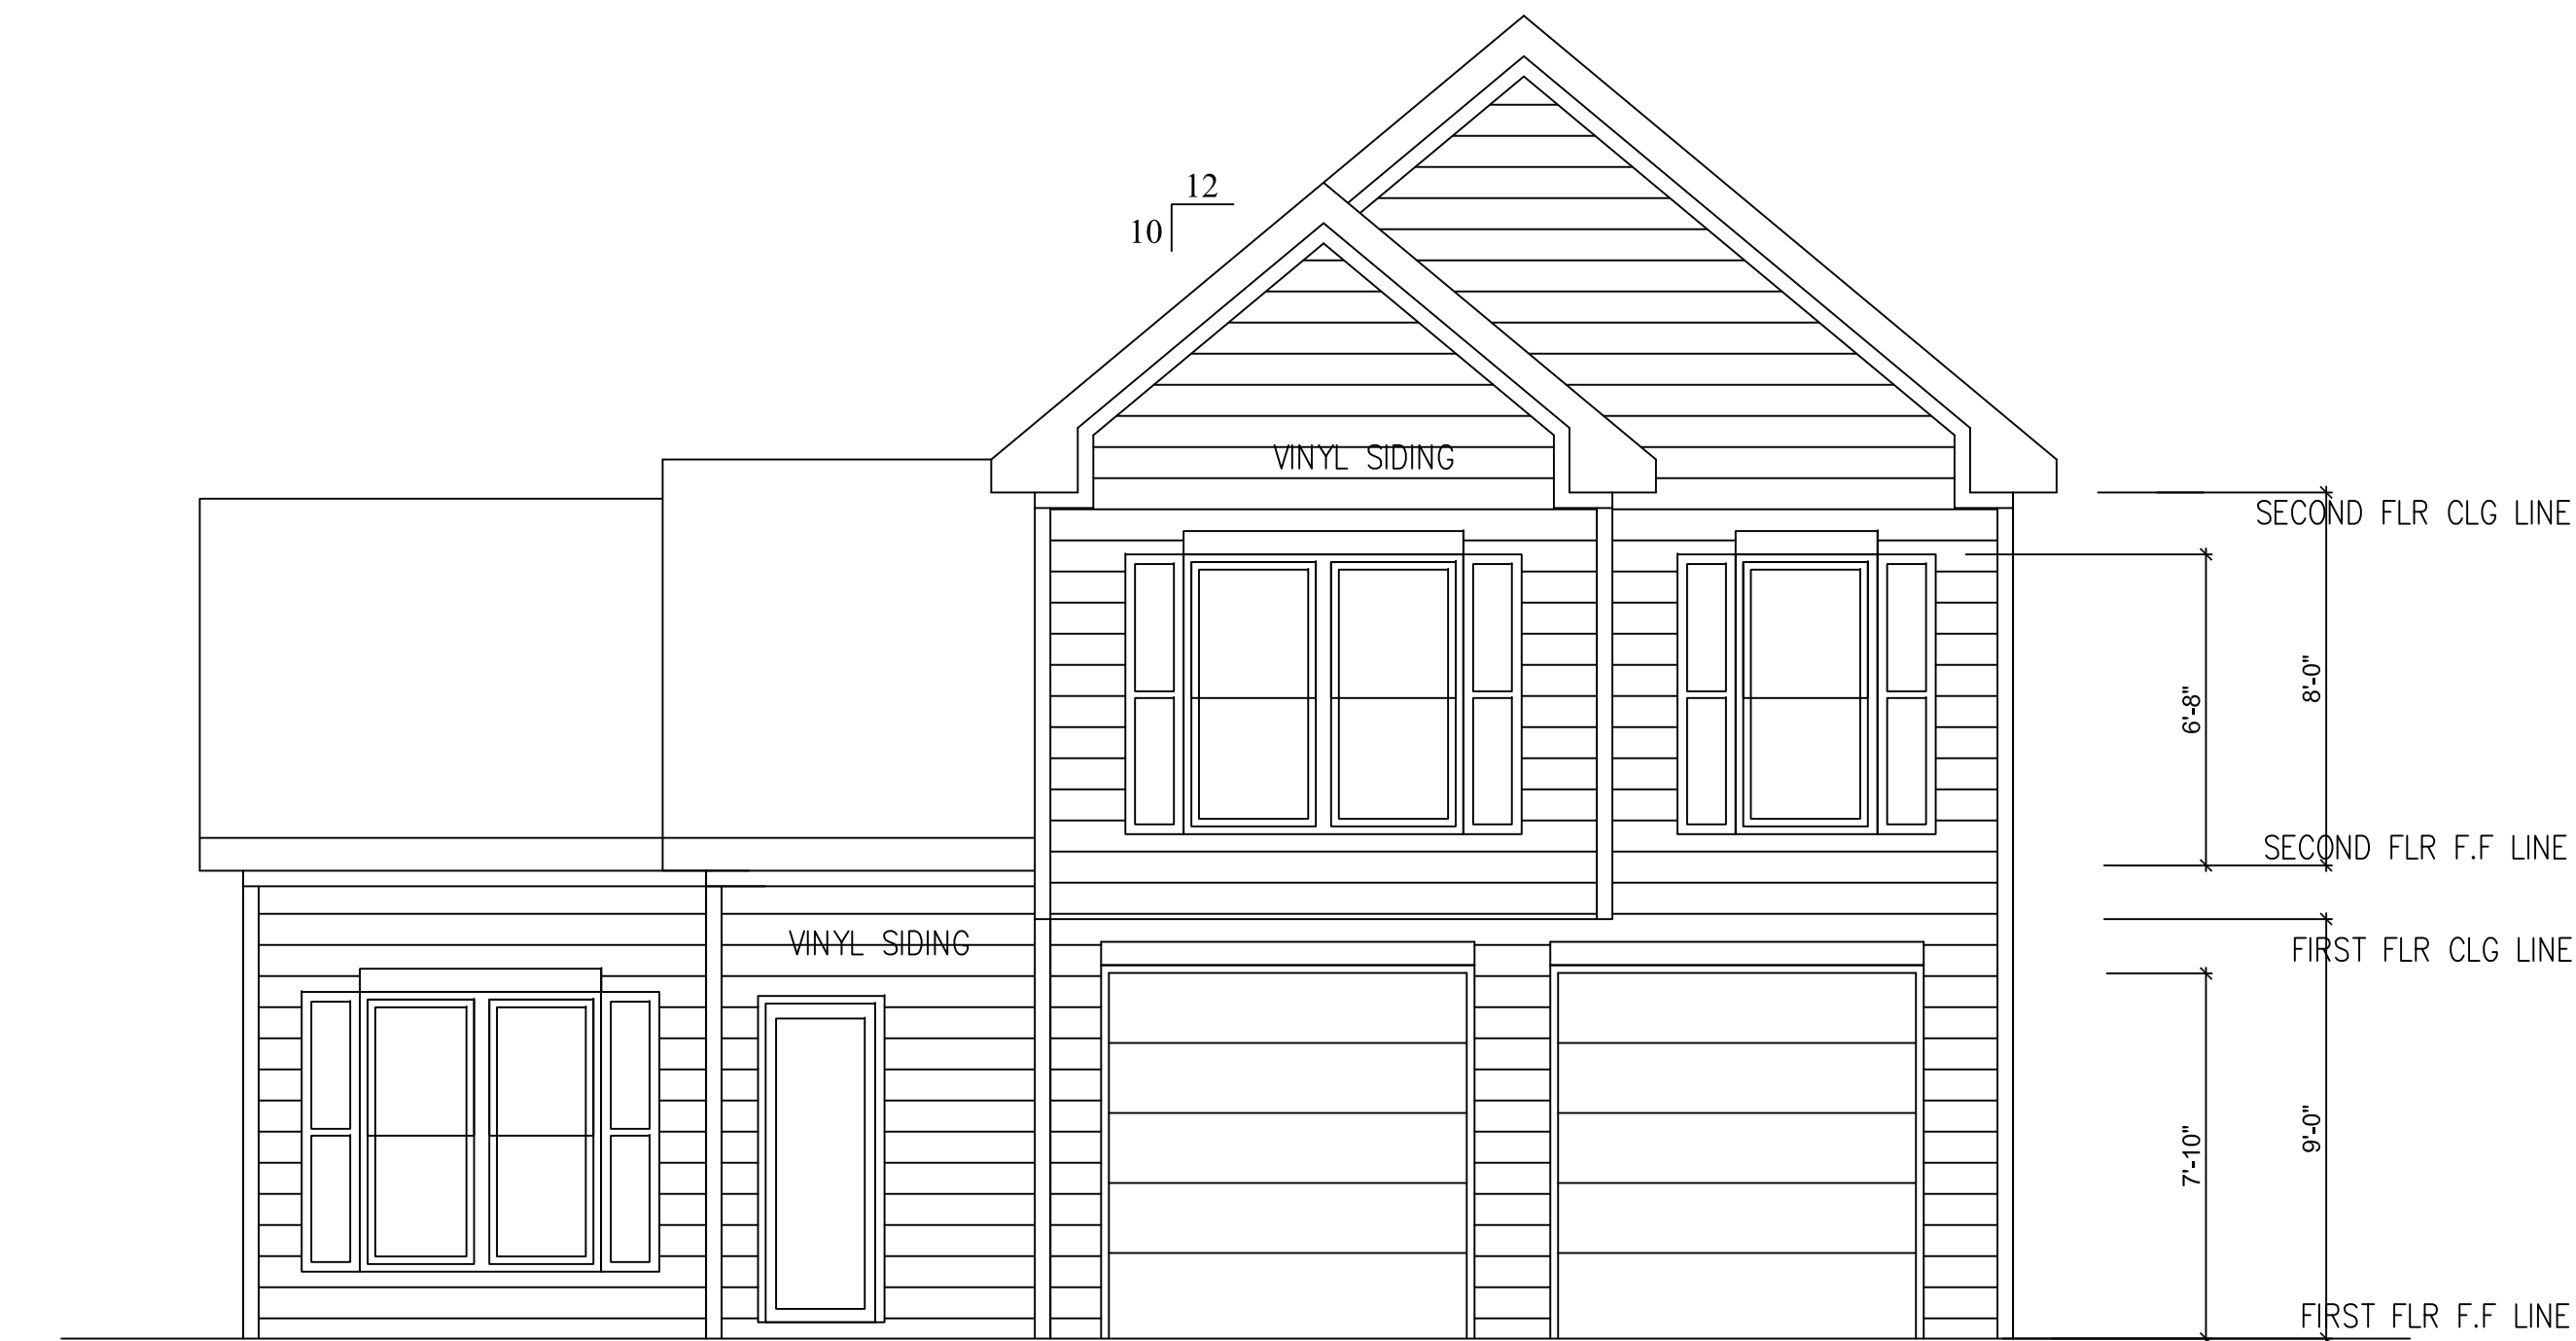 12
10
VINYL SIDING
SECOND FLR CLG LINE
8'-0"
6'-8"
SECOND FLR F.F LINE
VINYL SIDING
FIRST FLR CLG LINE
9'-0"
7'-10"
FIRST FLR F.F LINE